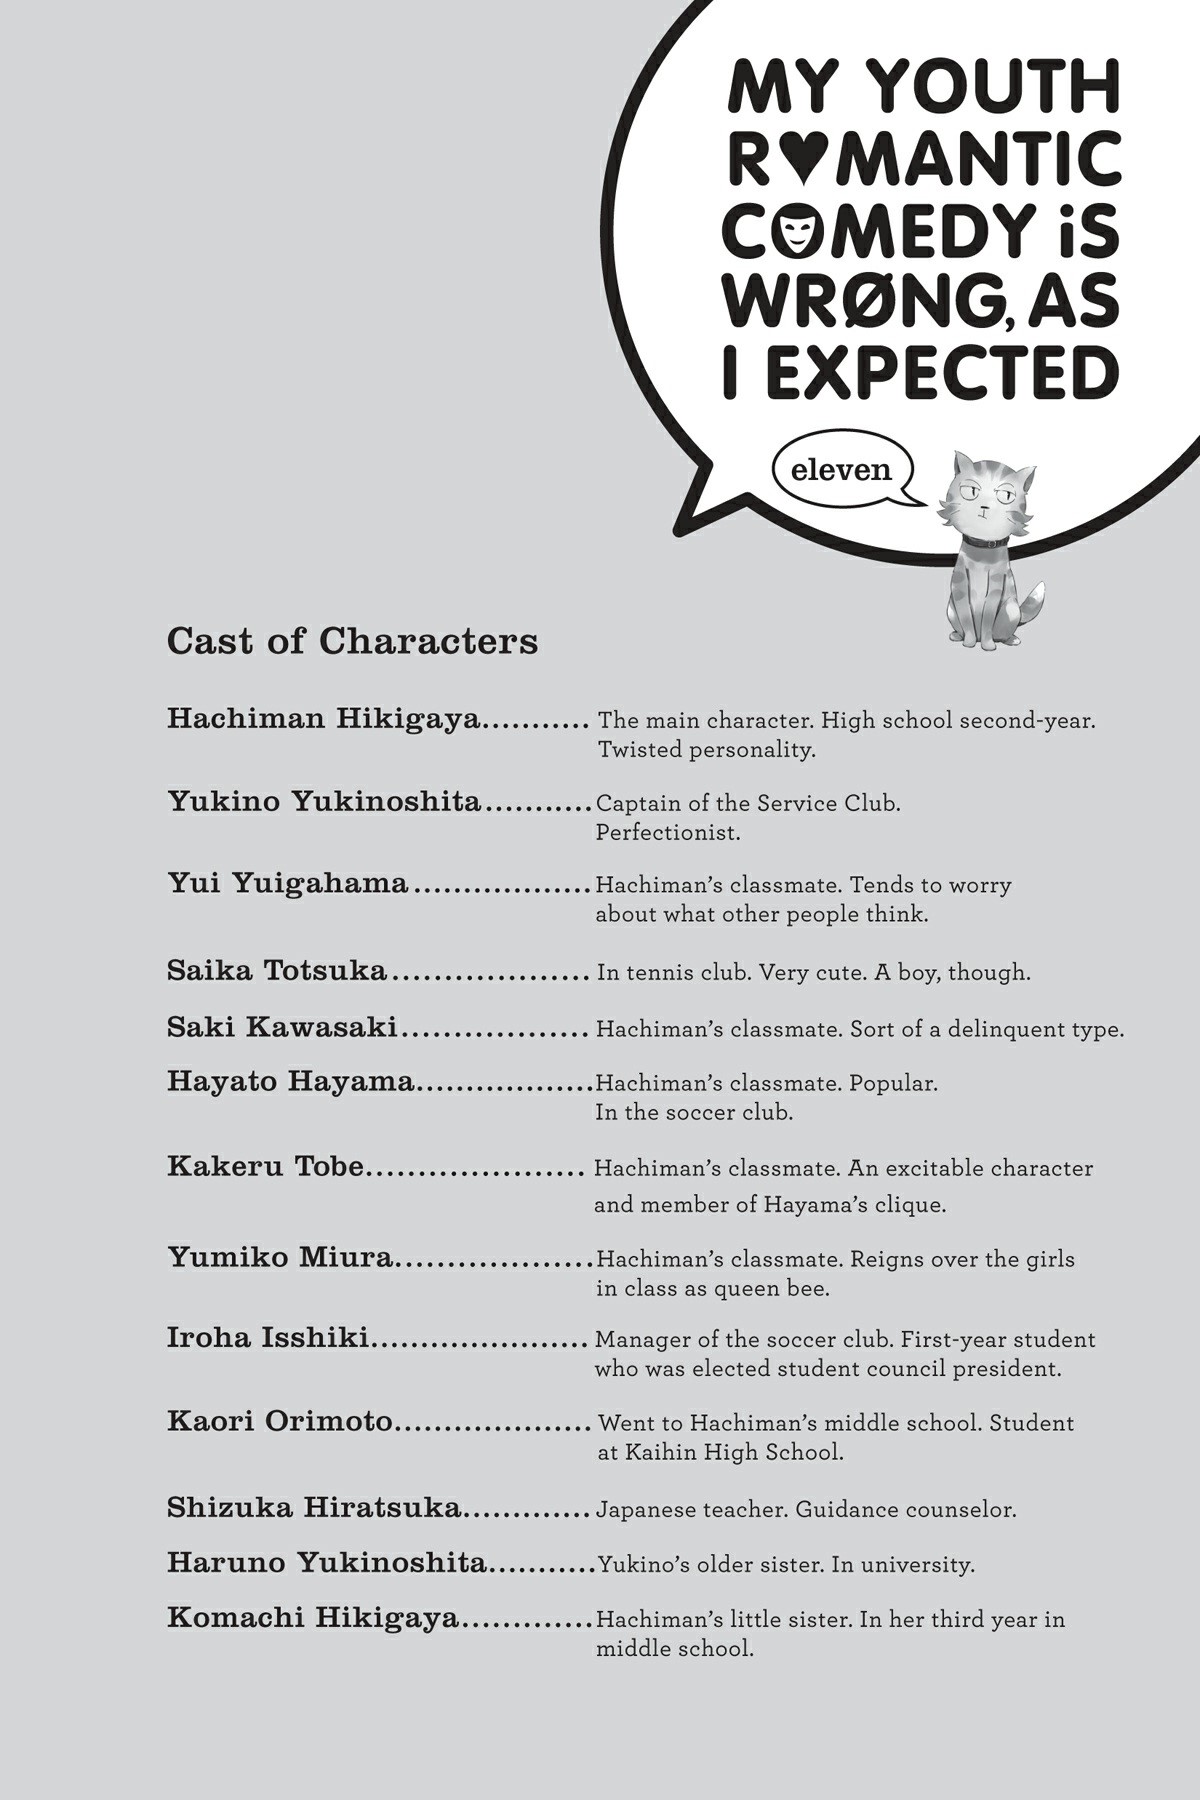 MY YOUTH
R♥MANTIC
COMEDY iS
WRØNG, AS
I EXPECTED
eleven
Cast of Characters
Hachiman Hikigaya........... The main character. High school second-year.
Twisted personality.
Yukino Yukinoshita...........Captain of the Service Club.
Perfectionist.
Yui Yuigahama..................Hachiman’s classmate. Tends to worry
about what other people think.
Saika Totsuka.................... In tennis club. Very cute. A boy, though.
Saki Kawasaki................... Hachiman’s classmate. Sort of a delinquent type.
Hayato Hayama..................Hachiman’s classmate. Popular.
In the soccer club.
Kakeru Tobe...................... Hachiman’s classmate. An excitable character
and member of Hayama’s clique.
Yumiko Miura....................Hachiman’s classmate. Reigns over the girls
in class as queen bee.
Iroha Isshiki...................... Manager of the soccer club. First-year student
who was elected student council president.
Kaori Orimoto.................... Went to Hachiman’s middle school. Student
at Kaihin High School.
Shizuka Hiratsuka.............Japanese teacher. Guidance counselor.
Haruno Yukinoshita...........Yukino’s older sister. In university.
Komachi Hikigaya.............Hachiman’s little sister. In her third year in
middle school.